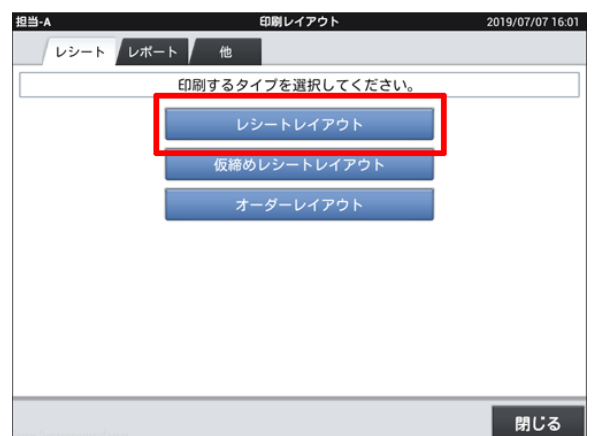 担当-A 印刷レイアウト 2019/07/07 16:01
レシート レポート 他
印刷するタイプを選択してください。
レシートレイアウト
仮締めレシートレイアウト
オーダーレイアウト
閉じる